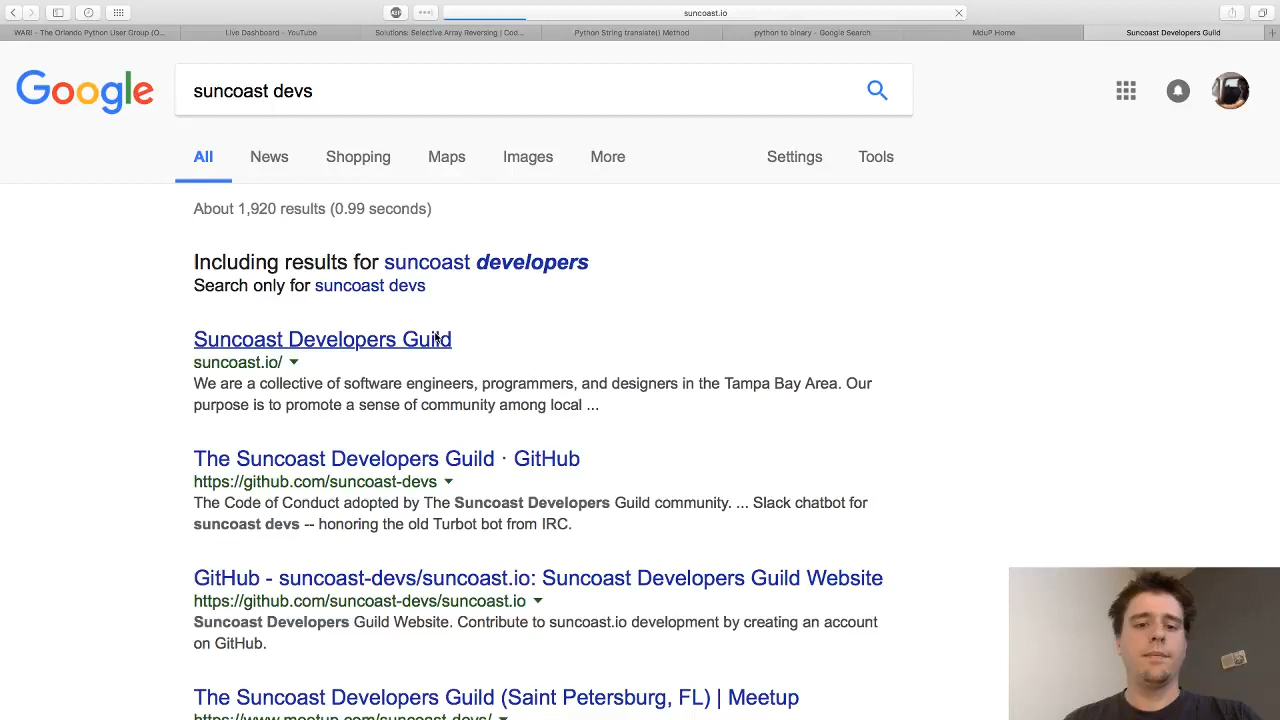 suncoast.io
WAR! - The Orlando Python User Group (O...
Live Dashboard - YouTube
Solutions: Selective Array Reversing | Cod...
Python String translate() Method
python to binary - Google Search
MduP Home
Suncoast Developers Guild
Google
suncoast devs
All News Shopping Maps Images More Settings Tools
About 1,920 results (0.99 seconds)
Including results for suncoast developers
Search only for suncoast devs
Suncoast Developers Guild
suncoast.io/
We are a collective of software engineers, programmers, and designers in the Tampa Bay Area. Our
purpose is to promote a sense of community among local ...
The Suncoast Developers Guild · GitHub
https://github.com/suncoast-devs
The Code of Conduct adopted by The Suncoast Developers Guild community. ... Slack chatbot for
suncoast devs -- honoring the old Turbot bot from IRC.
GitHub - suncoast-devs/suncoast.io: Suncoast Developers Guild Website
https://github.com/suncoast-devs/suncoast.io
Suncoast Developers Guild Website. Contribute to suncoast.io development by creating an account
on GitHub.
The Suncoast Developers Guild (Saint Petersburg, FL) | Meetup
https://www.meetup.com/suncoast-devs/